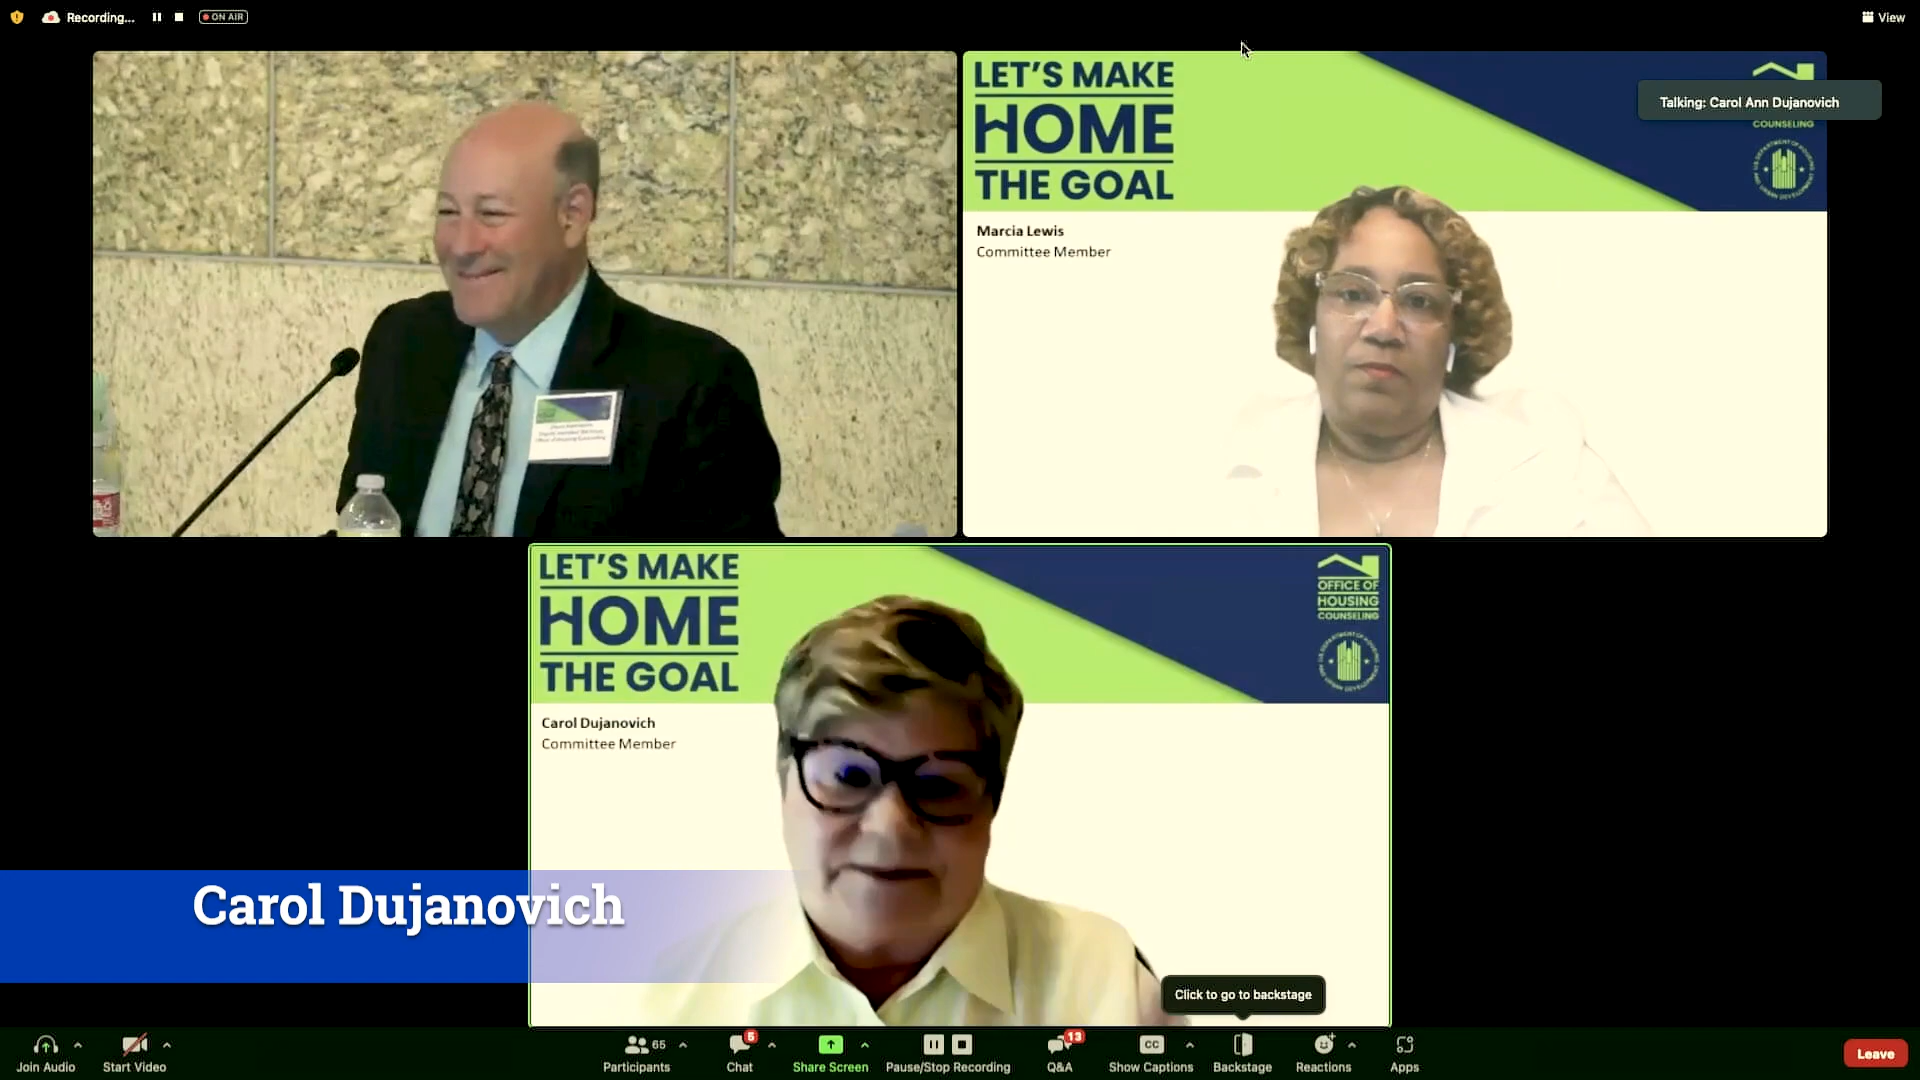 Recording...
ON AIR
View
LET'S MAKE
HOME
THE GOAL
Talking: Carol Ann Dujanovich
COUNSELING
Marcia Lewis
Committee Member
LET'S MAKE
HOME
THE GOAL
OFFICE OF
HOUSING
COUNSELING
Carol Dujanovich
Committee Member
Carol Dujanovich
Click to go to backstage
Join Audio
Start Video
65
Participants
5
Chat
Share Screen
Pause/Stop Recording
13
Q&A
CC
Show Captions
Backstage
Reactions
Apps
Leave